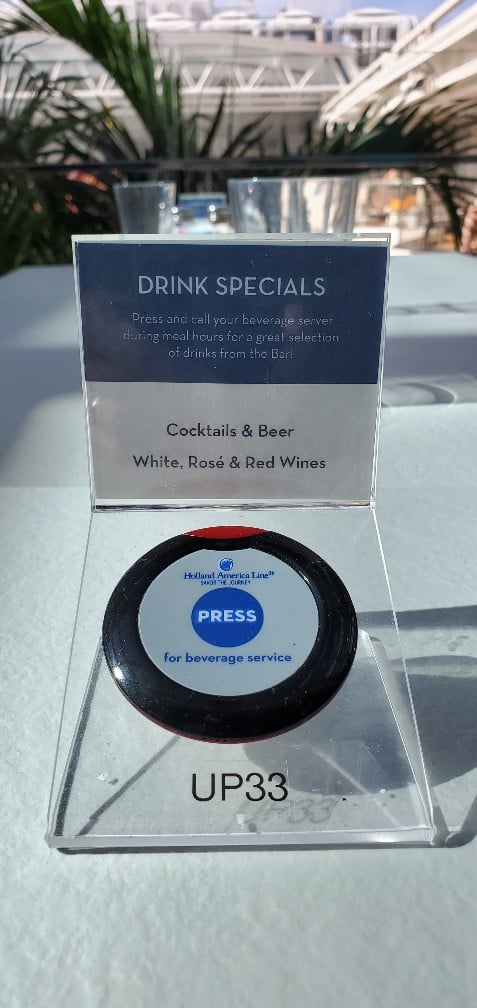 DRINK SPECIALS
Press and call your beverage server
during meal hours for a great selection
of drinks from the Bar!
Cocktails & Beer
White, Rosé & Red Wines
Holland America Line
SAVOR THE JOURNEY
PRESS
for beverage service
UP33